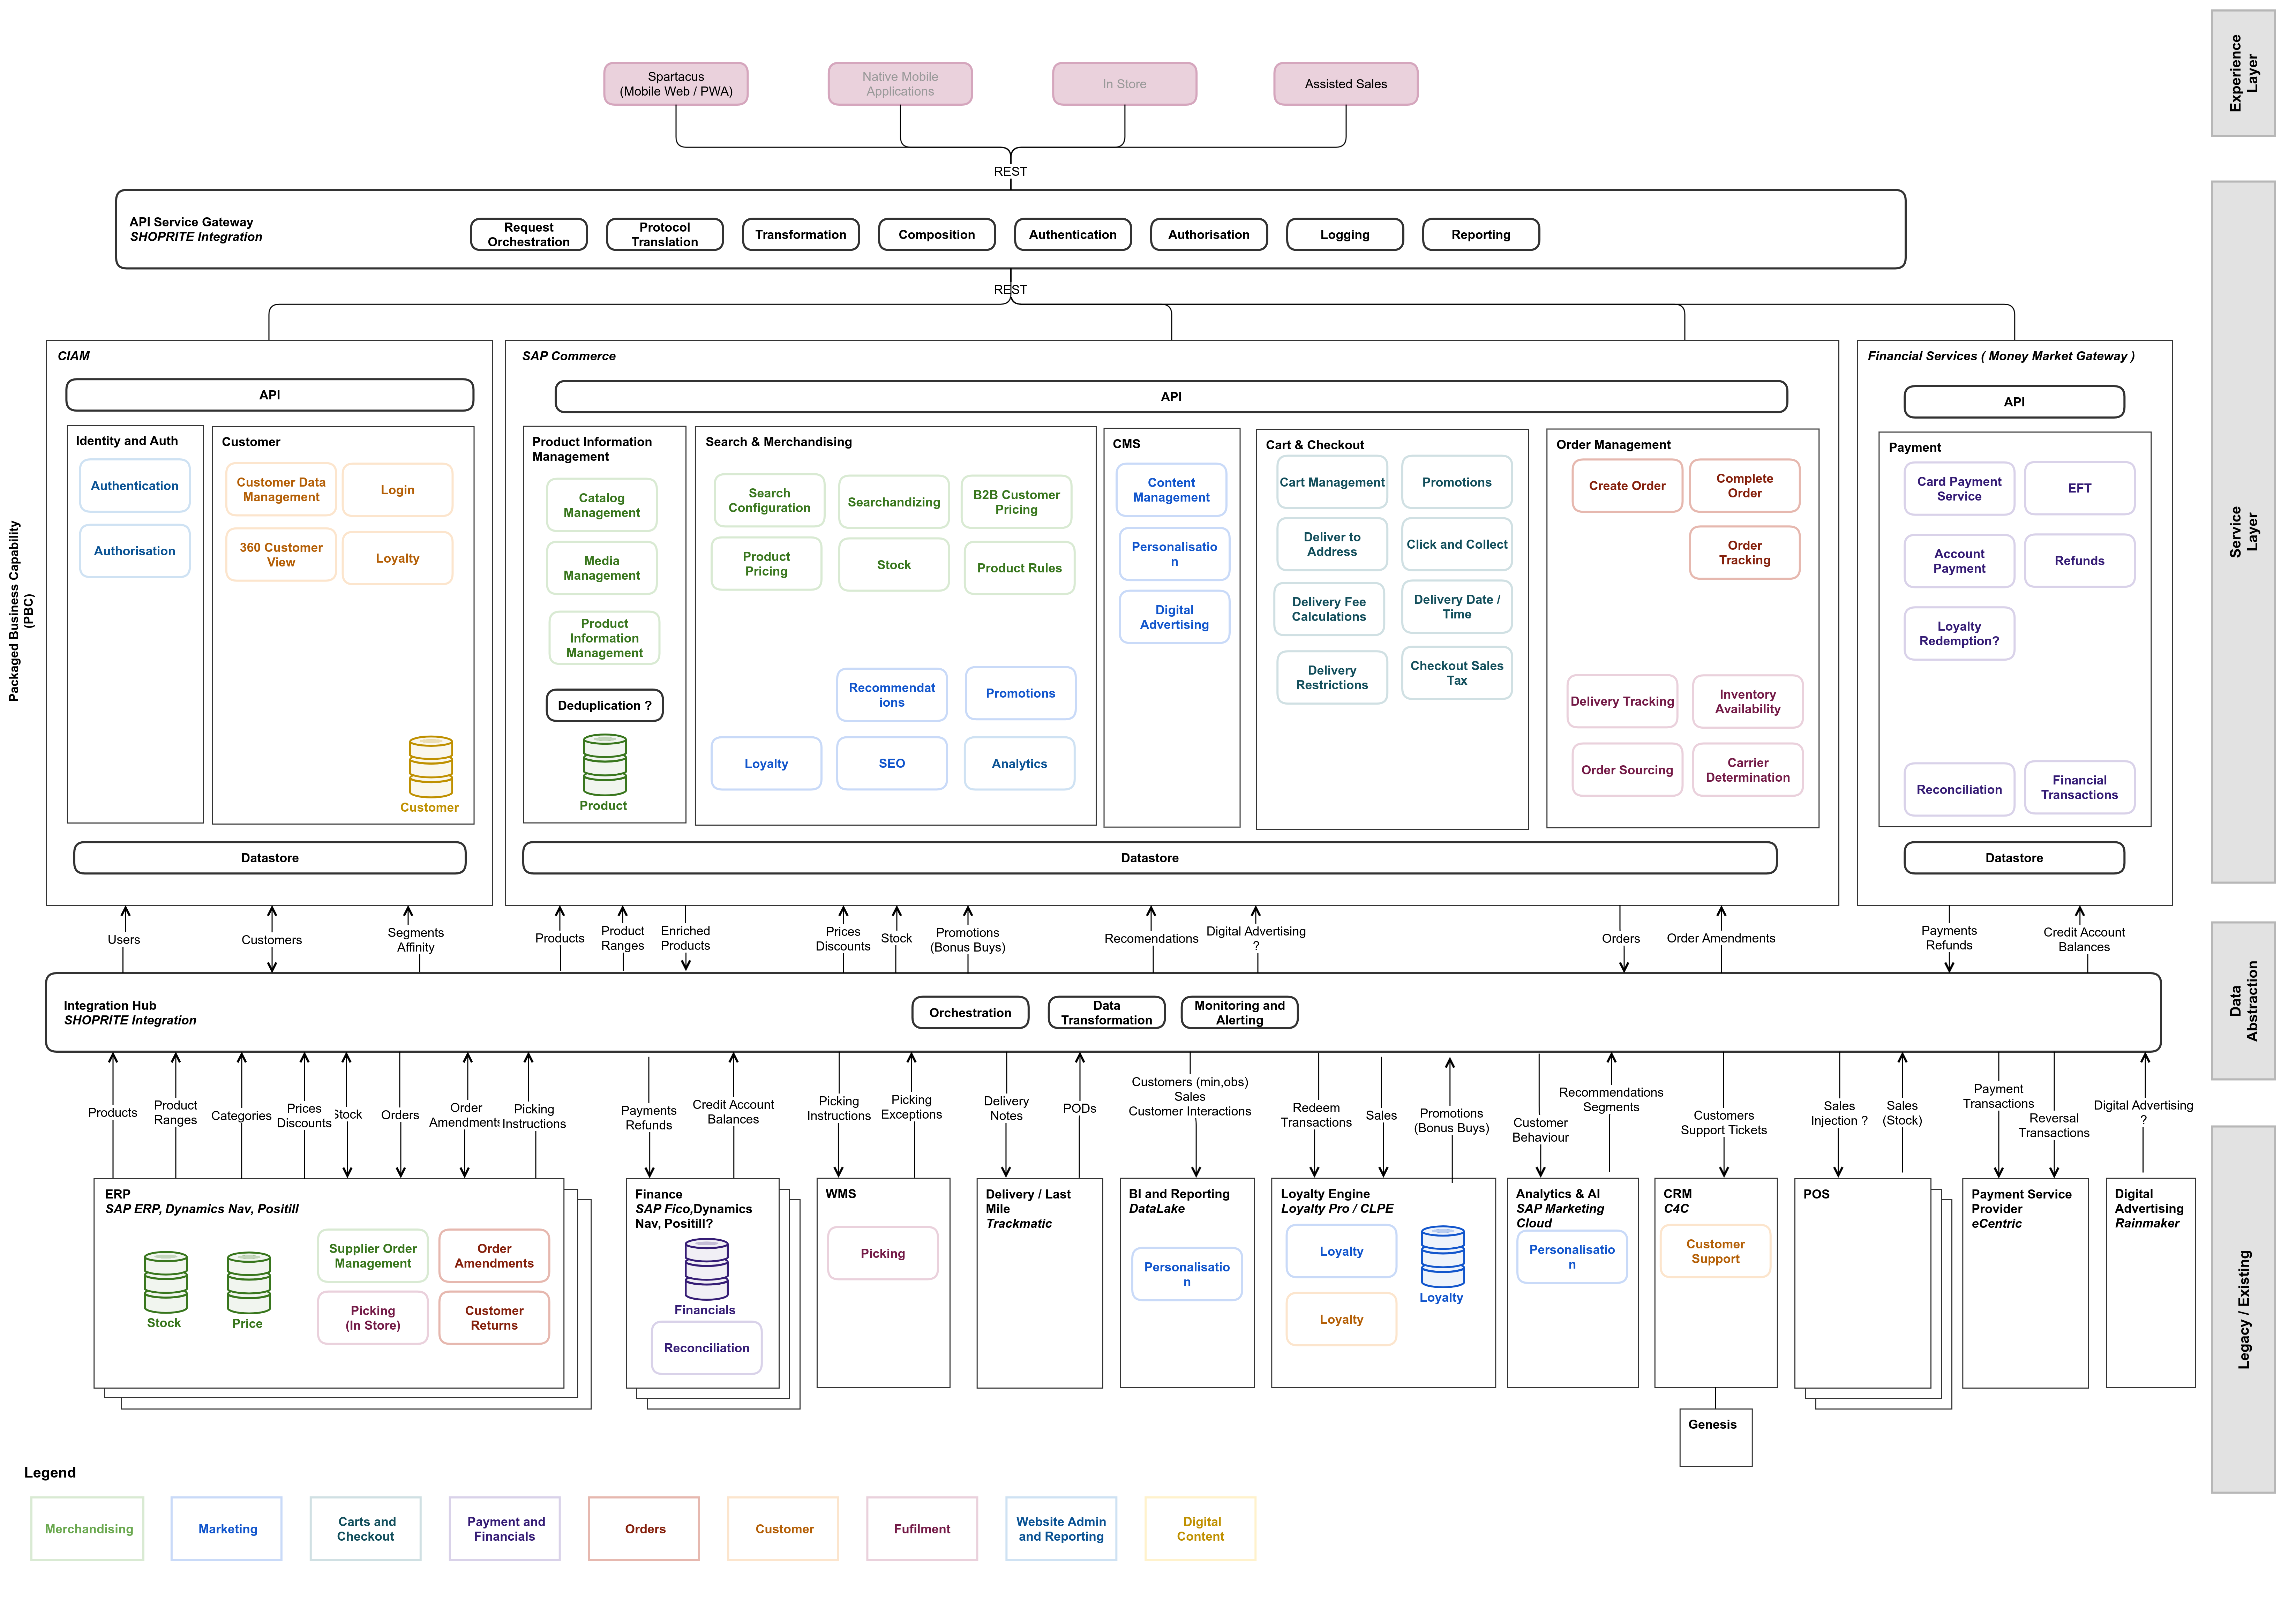 Experience
Layer
Spartacus
(Mobile Web / PWA)
Native Mobile
Applications
In Store
Assisted Sales
REST
API Service Gateway
SHOPRITE Integration
Request
Orchestration
Protocol
Translation
Transformation
Composition
Authentication
Authorisation
Logging
Reporting
REST
Service
Layer
Packaged Business Capability
(PBC)
CIAM
API
Identity and Auth
Authentication
Authorisation
Customer
Customer Data
Management
Login
360 Customer
View
Loyalty
Customer
Datastore
SAP Commerce
API
Product Information
Management
Catalog
Management
Media
Management
Product
Information
Management
Deduplication ?
Product
Search & Merchandising
Search
Configuration
Searchandizing
B2B Customer
Pricing
Product
Pricing
Stock
Product Rules
Recommendat
ions
Promotions
Loyalty
SEO
Analytics
CMS
Content
Management
Personalisatio
n
Digital
Advertising
Cart & Checkout
Cart Management
Promotions
Deliver to
Address
Click and Collect
Delivery Fee
Calculations
Delivery Date /
Time
Delivery
Restrictions
Checkout Sales
Tax
Order Management
Create Order
Complete
Order
Order
Tracking
Delivery Tracking
Inventory
Availability
Order Sourcing
Carrier
Determination
Datastore
Financial Services ( Money Market Gateway )
API
Payment
Card Payment
Service
EFT
Account
Payment
Refunds
Loyalty
Redemption?
Reconciliation
Financial
Transactions
Datastore
Users
Customers
Segments
Affinity
Products
Product
Ranges
Enriched
Products
Prices
Discounts
Stock
Promotions
(Bonus Buys)
Recomendations
Digital Advertising
?
Orders
Order Amendments
Payments
Refunds
Credit Account
Balances
Data
Abstraction
Integration Hub
SHOPRITE Integration
Orchestration
Data
Transformation
Monitoring and
Alerting
Products
Product
Ranges
Categories
Prices
Discounts
Stock
Orders
Order
Amendments
Picking
Instructions
Payments
Refunds
Credit Account
Balances
Picking
Instructions
Picking
Exceptions
Delivery
Notes
PODs
Customers (min,obs)
Sales
Customer Interactions
Redeem
Transactions
Sales
Promotions
(Bonus Buys)
Customer
Behaviour
Recommendations
Segments
Customers
Support Tickets
Sales
Injection ?
Sales
(Stock)
Payment
Transactions
Reversal
Transactions
Digital Advertising
?
Legacy / Existing
ERP
SAP ERP, Dynamics Nav, Positill
Stock
Price
Supplier Order
Management
Order
Amendments
Picking
(In Store)
Customer
Returns
Finance
SAP Fico,Dynamics
Nav, Positill?
Financials
Reconciliation
WMS
Picking
Delivery / Last
Mile
Trackmatic
BI and Reporting
DataLake
Personalisatio
n
Loyalty Engine
Loyalty Pro / CLPE
Loyalty
Loyalty
Loyalty
Analytics & AI
SAP Marketing
Cloud
Personalisatio
n
CRM
C4C
Customer
Support
Genesis
POS
Payment Service
Provider
eCentric
Digital
Advertising
Rainmaker
Legend
Merchandising
Marketing
Carts and
Checkout
Payment and
Financials
Orders
Customer
Fufilment
Website Admin
and Reporting
Digital
Content